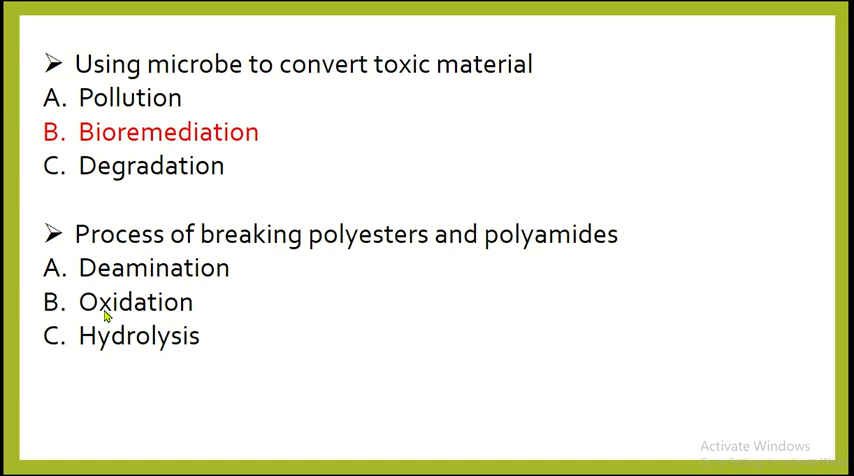 ➢ Using microbe to convert toxic material
A. Pollution
B. Bioremediation
C. Degradation
➢ Process of breaking polyesters and polyamides
A. Deamination
B. Oxidation
C. Hydrolysis
Activate Windows